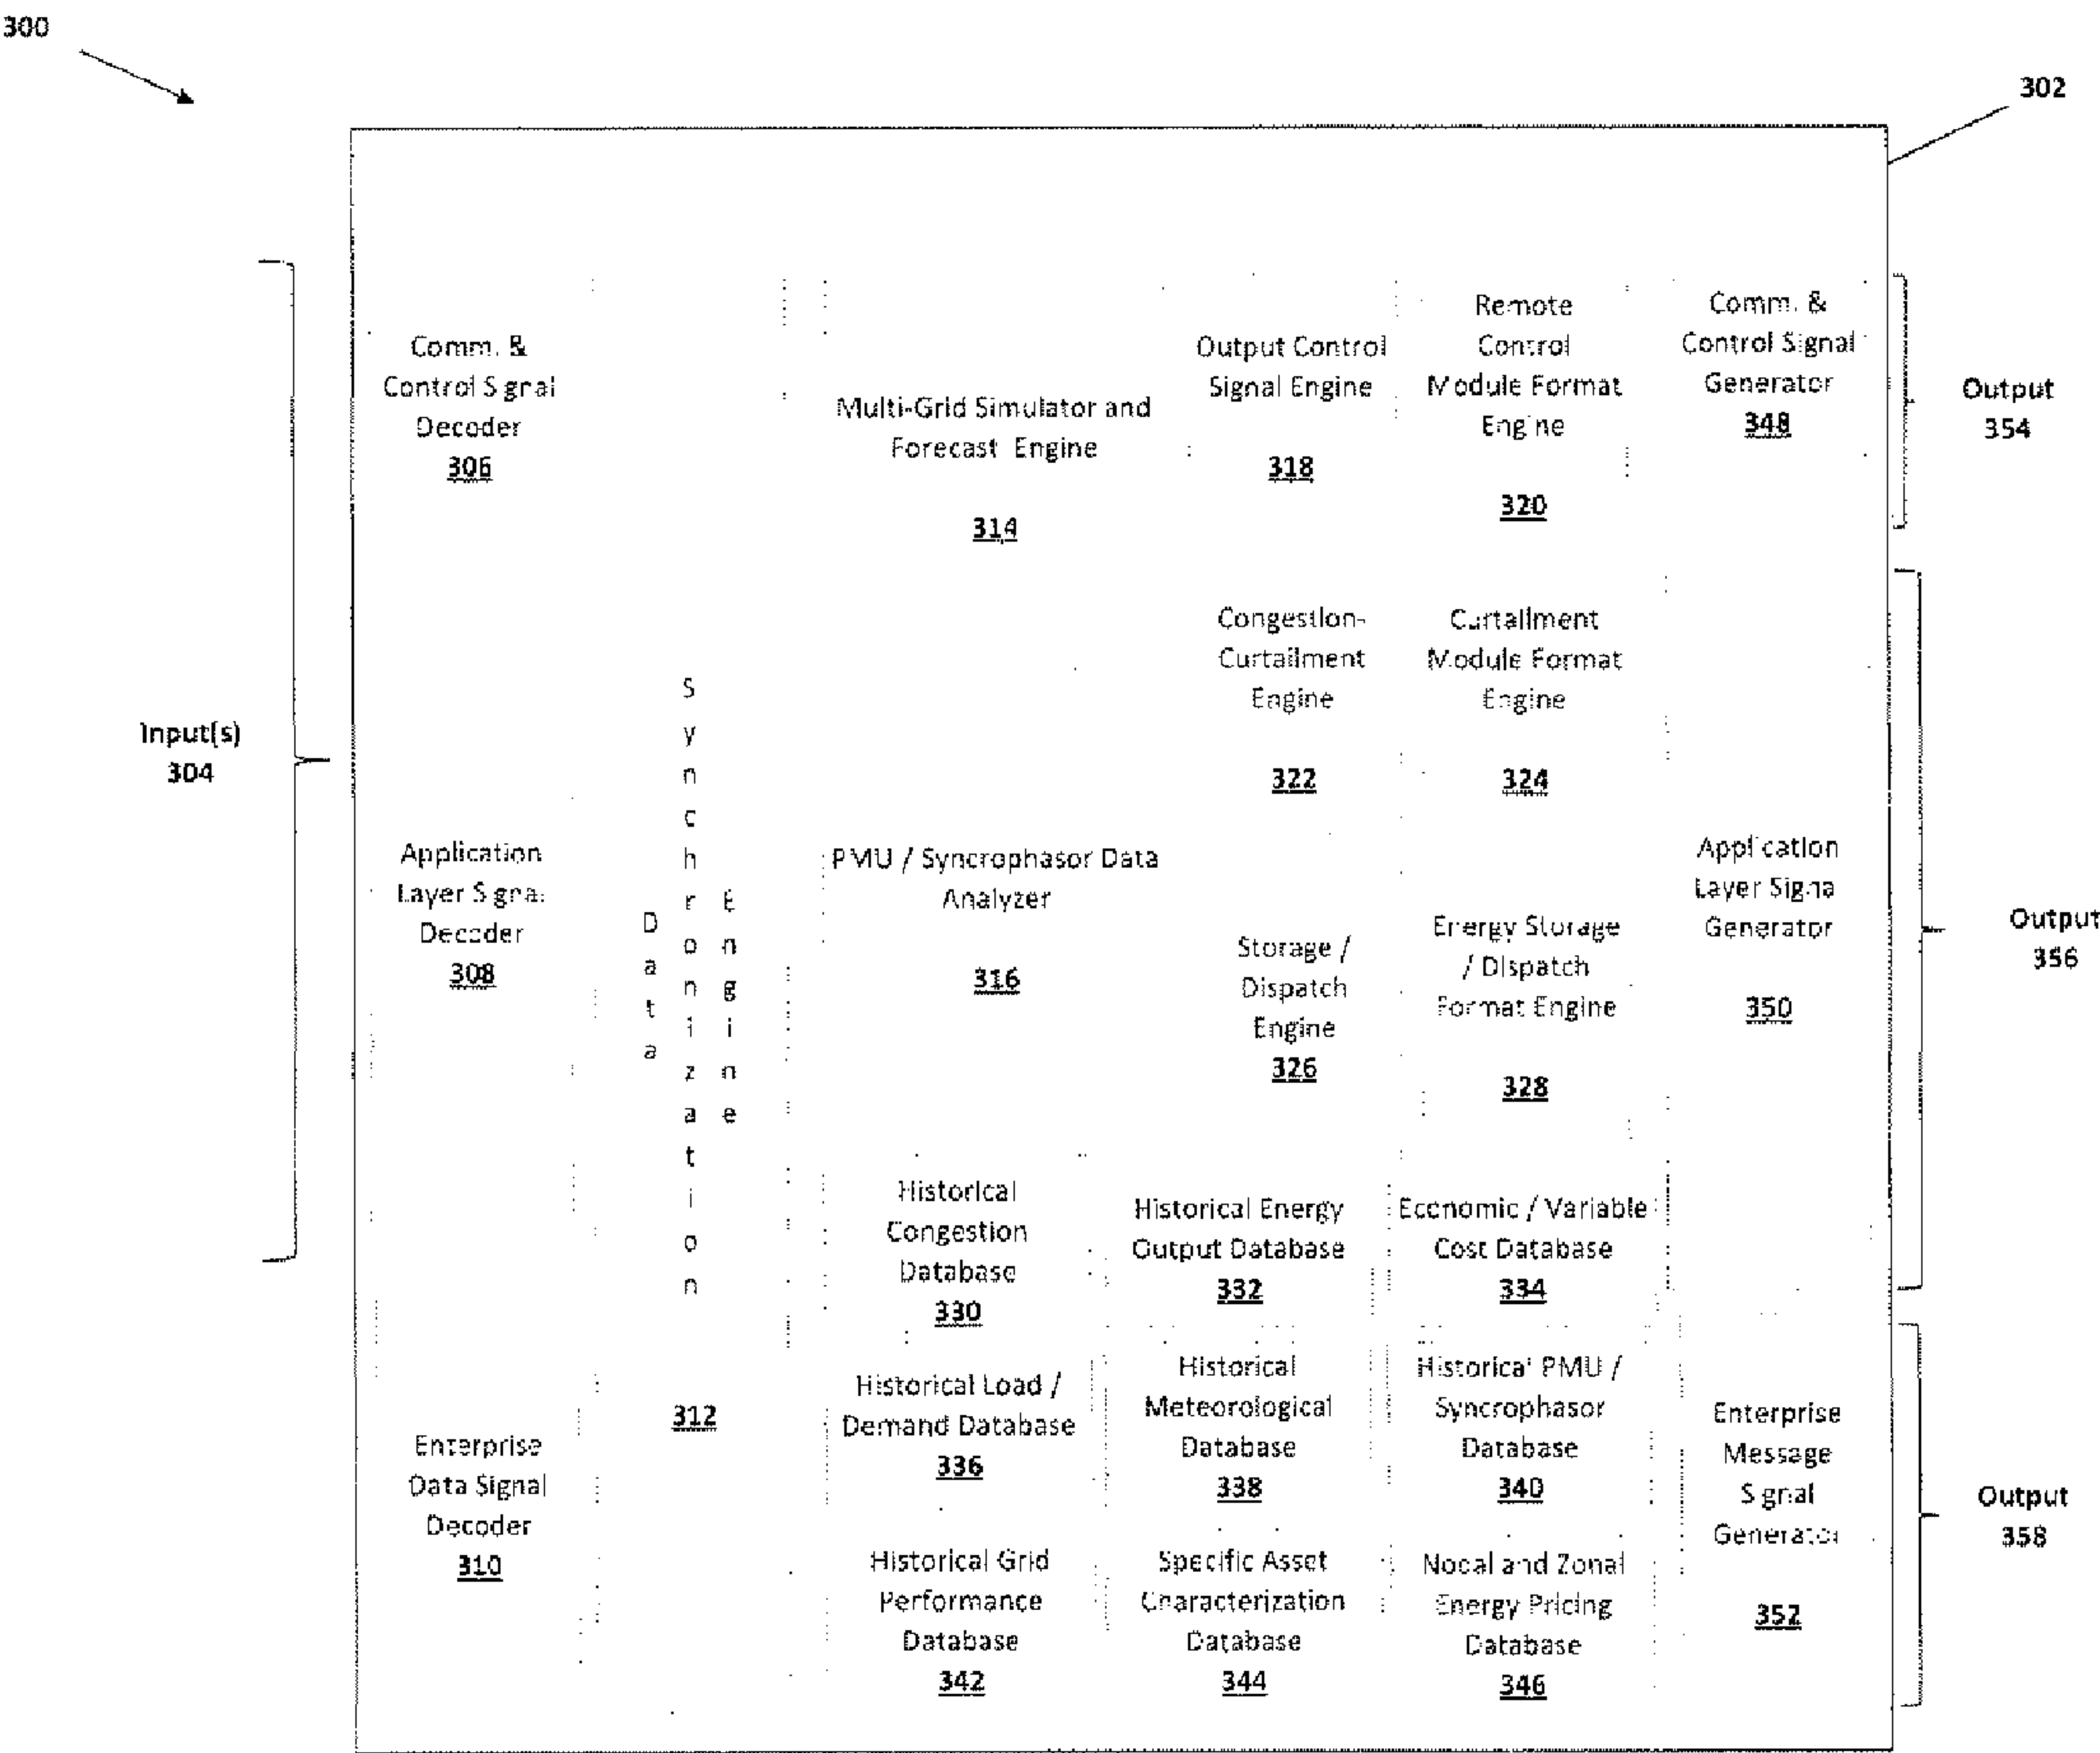 300
302
Input(s)
304
Comm. &
Control Signal
Decoder
306
Application
Layer Signal
Decoder
308
Enterprise
Data Signal
Decoder
310
Data
Synchronization
Engine
312
Multi-Grid Simulator and
Forecast Engine
314
PMU / Syncrophasor Data
Analyzer
316
Output Control
Signal Engine
318
Remote
Control
Module Format
Engine
320
Congestion-
Curtailment
Engine
322
Curtailment
Module Format
Engine
324
Storage /
Dispatch
Engine
326
Energy Storage
/ Dispatch
Format Engine
328
Historical
Congestion
Database
330
Historical Energy
Output Database
332
Economic / Variable
Cost Database
334
Historical Load /
Demand Database
336
Historical
Meteorological
Database
338
Historical PMU /
Syncrophasor
Database
340
Historical Grid
Performance
Database
342
Specific Asset
Characterization
Database
344
Nodal and Zonal
Energy Pricing
Database
346
Comm. &
Control Signal
Generator
348
Application
Layer Signal
Generator
350
Enterprise
Message
Signal
Generator
352
Output
354
Output
356
Output
358